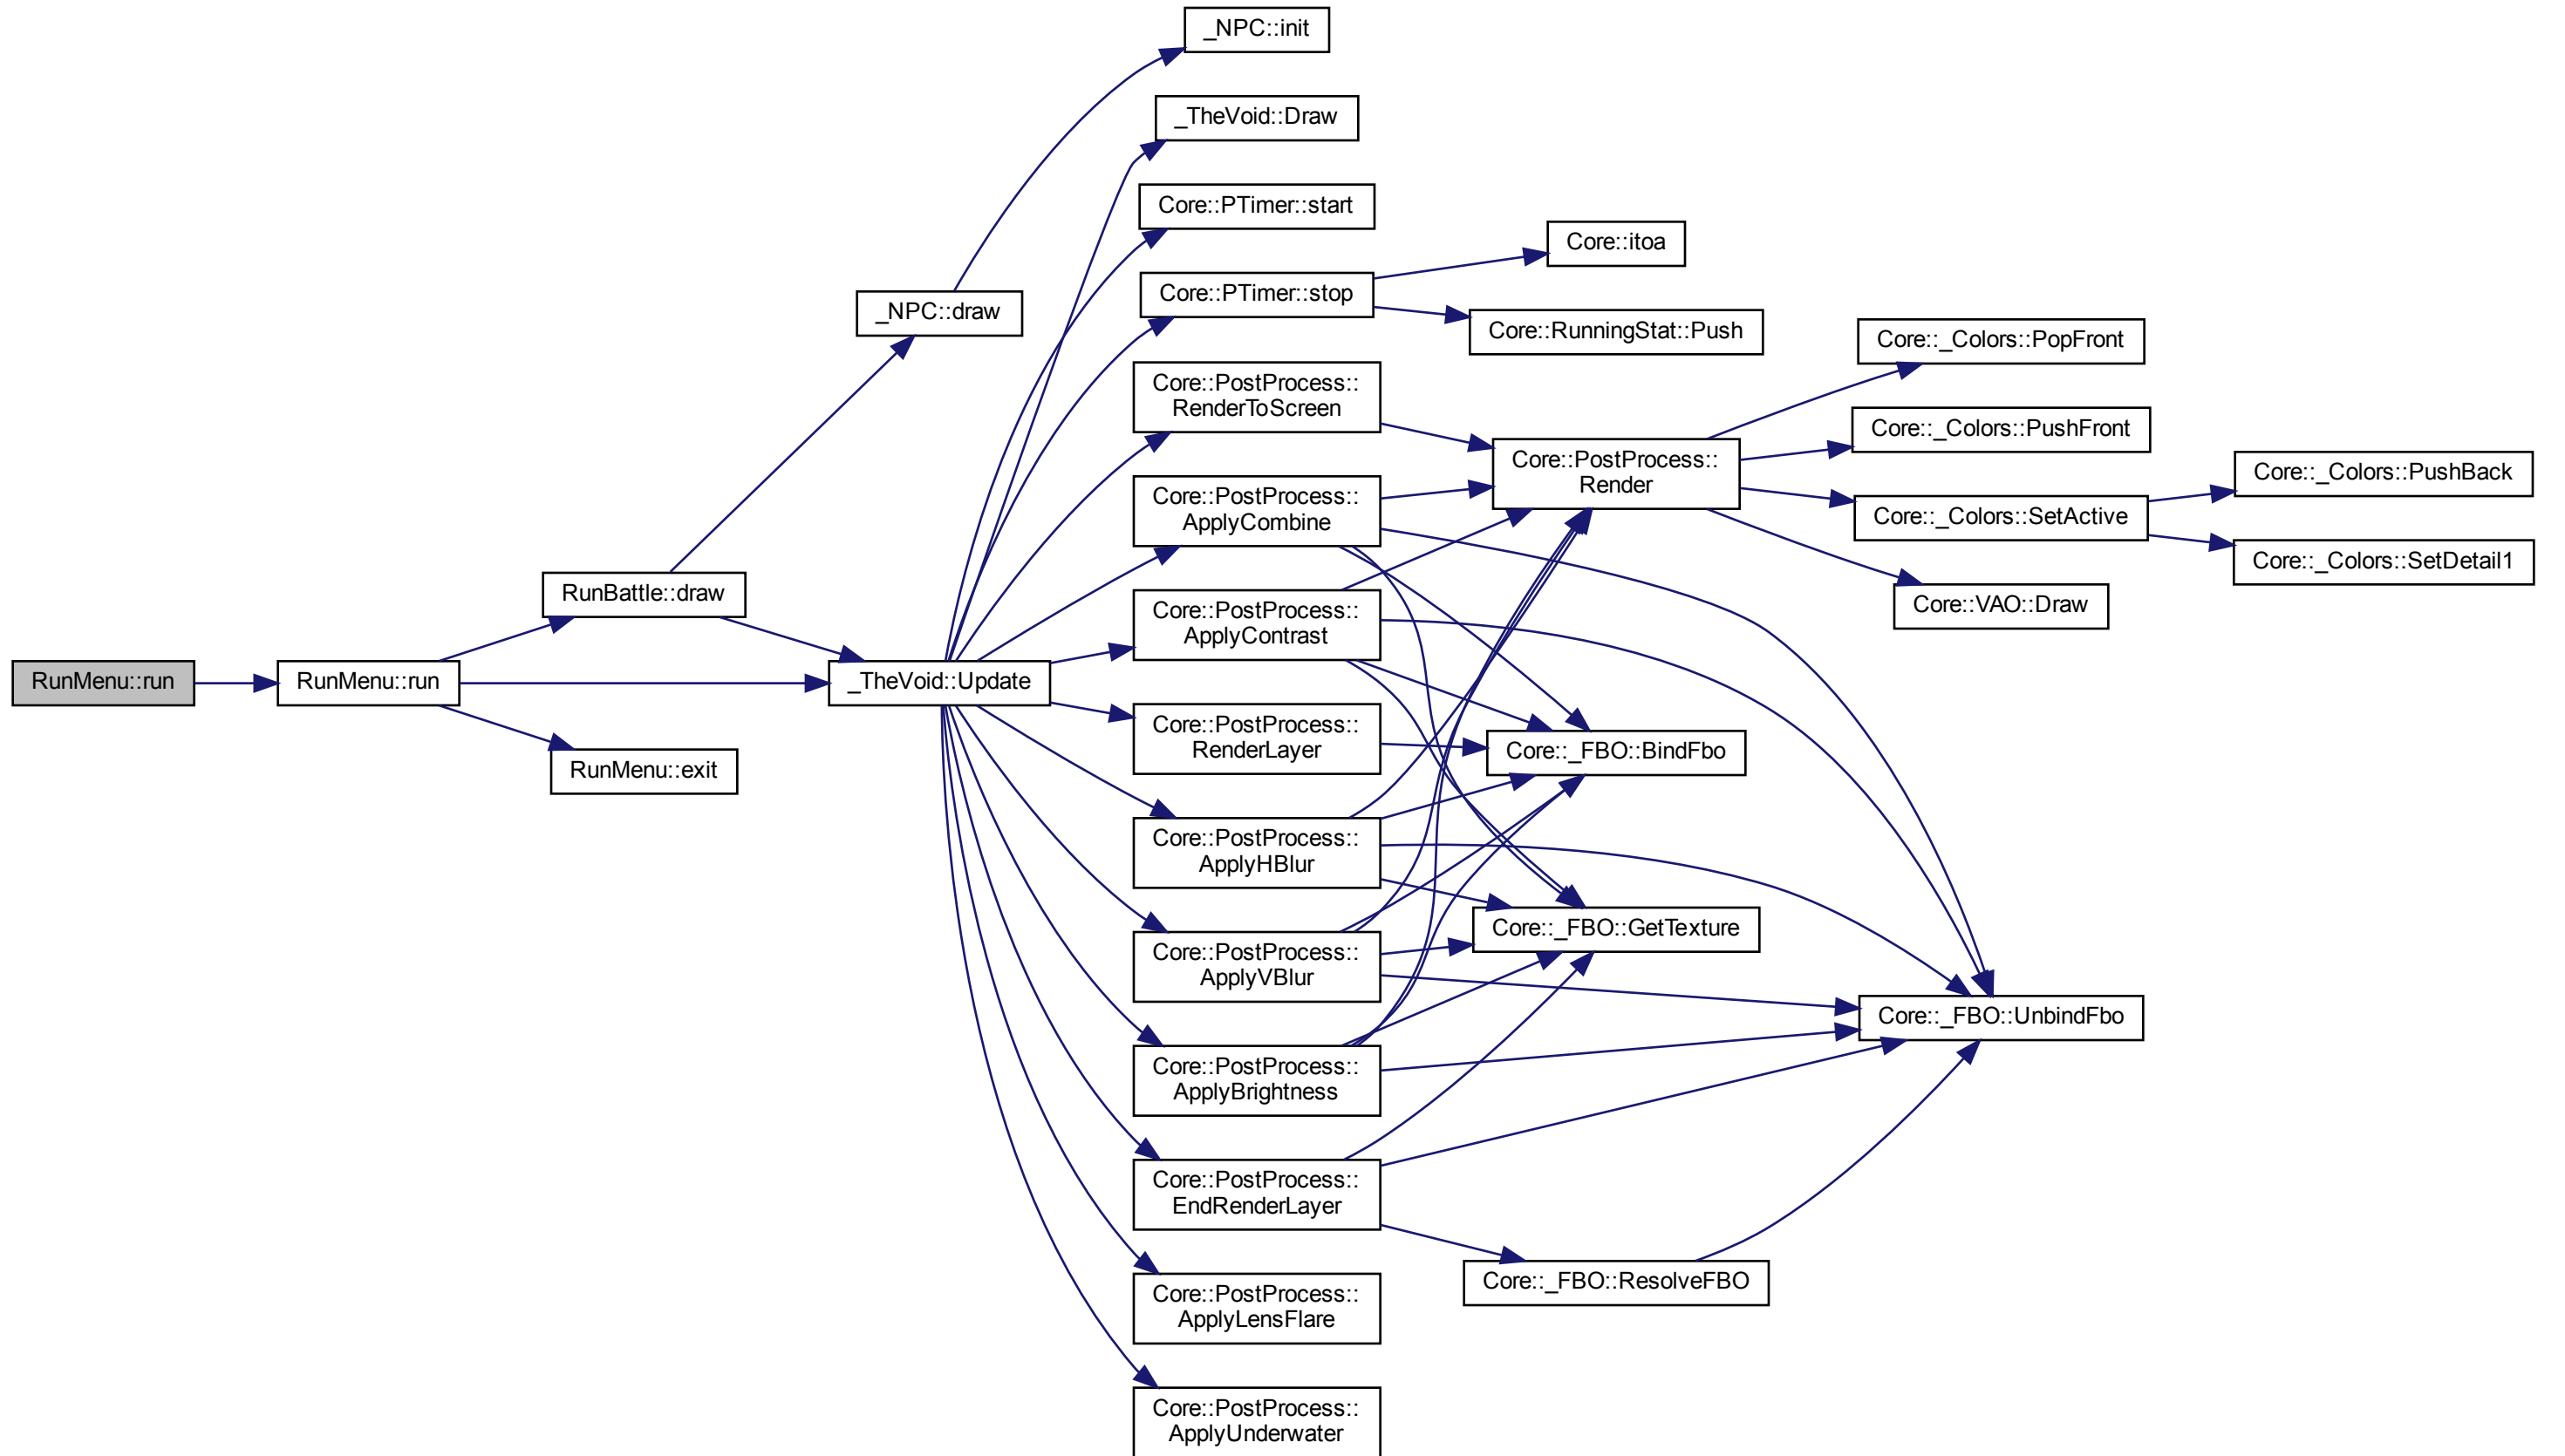 _NPC::init
_TheVoid::Draw
Core::PTimer::start
Core::itoa
Core::PTimer::stop
_NPC::draw
Core::RunningStat::Push
Core::_Colors::PopFront
Core::PostProcess::
RenderToScreen
Core::_Colors::PushFront
Core::PostProcess::
Render
Core::_Colors::PushBack
Core::PostProcess::
ApplyCombine
Core::_Colors::SetActive
Core::_Colors::SetDetail1
RunBattle::draw
Core::VAO::Draw
Core::PostProcess::
ApplyContrast
RunMenu::run
RunMenu::run
_TheVoid::Update
Core::PostProcess::
RenderLayer
Core::_FBO::BindFbo
RunMenu::exit
Core::PostProcess::
ApplyHBlur
Core::_FBO::GetTexture
Core::PostProcess::
ApplyVBlur
Core::_FBO::UnbindFbo
Core::PostProcess::
ApplyBrightness
Core::PostProcess::
EndRenderLayer
Core::_FBO::ResolveFBO
Core::PostProcess::
ApplyLensFlare
Core::PostProcess::
ApplyUnderwater